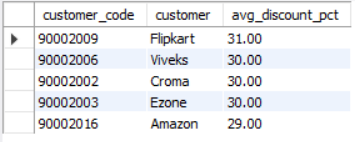 customer_code customer avg_discount_pct
90002009 Flipkart 31.00
90002006 Viveks 30.00
90002002 Croma 30.00
90002003 Ezone 30.00
90002016 Amazon 29.00